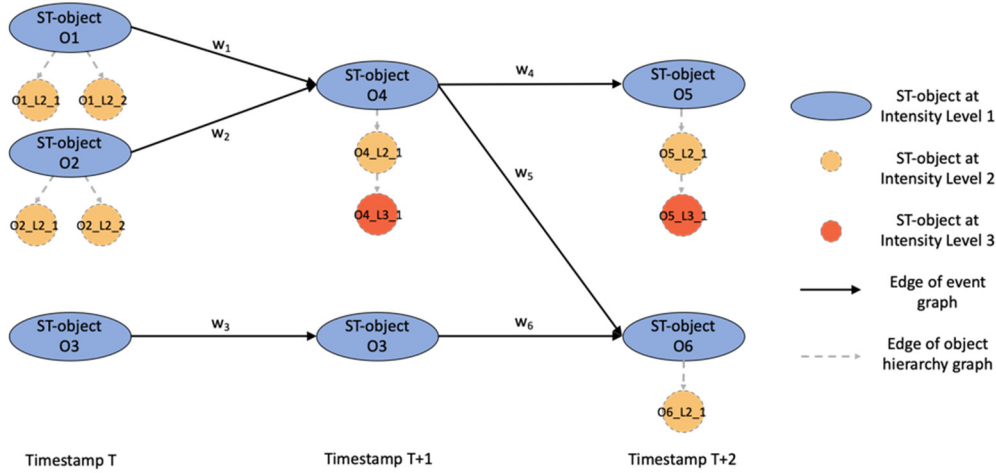 ST-object
O1
O1_L2_1
O1_L2_2
ST-object
O2
O2_L2_1
O2_L2_2
ST-object
O3
Timestamp T
w1
w2
w3
ST-object
O4
O4_L2_1
O4_L3_1
ST-object
O3
Timestamp T+1
w4
w5
w6
ST-object
O5
O5_L2_1
O5_L3_1
ST-object
O6
O6_L2_1
Timestamp T+2
ST-object at
Intensity Level 1
ST-object at
Intensity Level 2
ST-object at
Intensity Level 3
Edge of event
graph
Edge of object
hierarchy graph